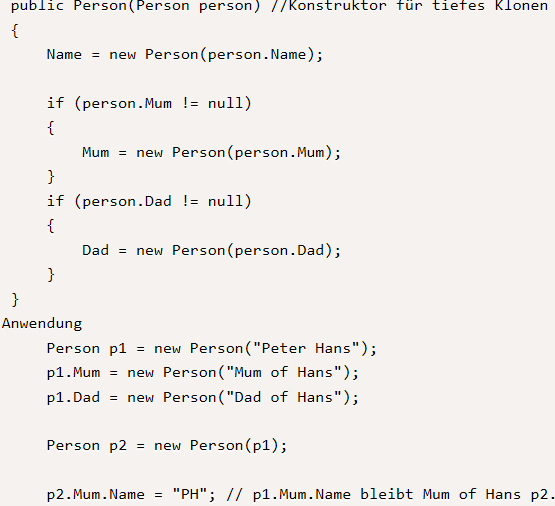 public Person(Person person) //Konstruktor für tiefes Klonen
{
Name = new Person(person.Name);
if (person.Mum != null)
{
Mum = new Person(person.Mum);
}
if (person.Dad != null)
{
Dad = new Person(person.Dad);
}
}
Anwendung
Person p1 = new Person("Peter Hans");
p1.Mum = new Person("Mum of Hans");
p1.Dad = new Person("Dad of Hans");
Person p2 = new Person(p1);
p2.Mum.Name = "PH"; // p1.Mum.Name bleibt Mum of Hans p2.